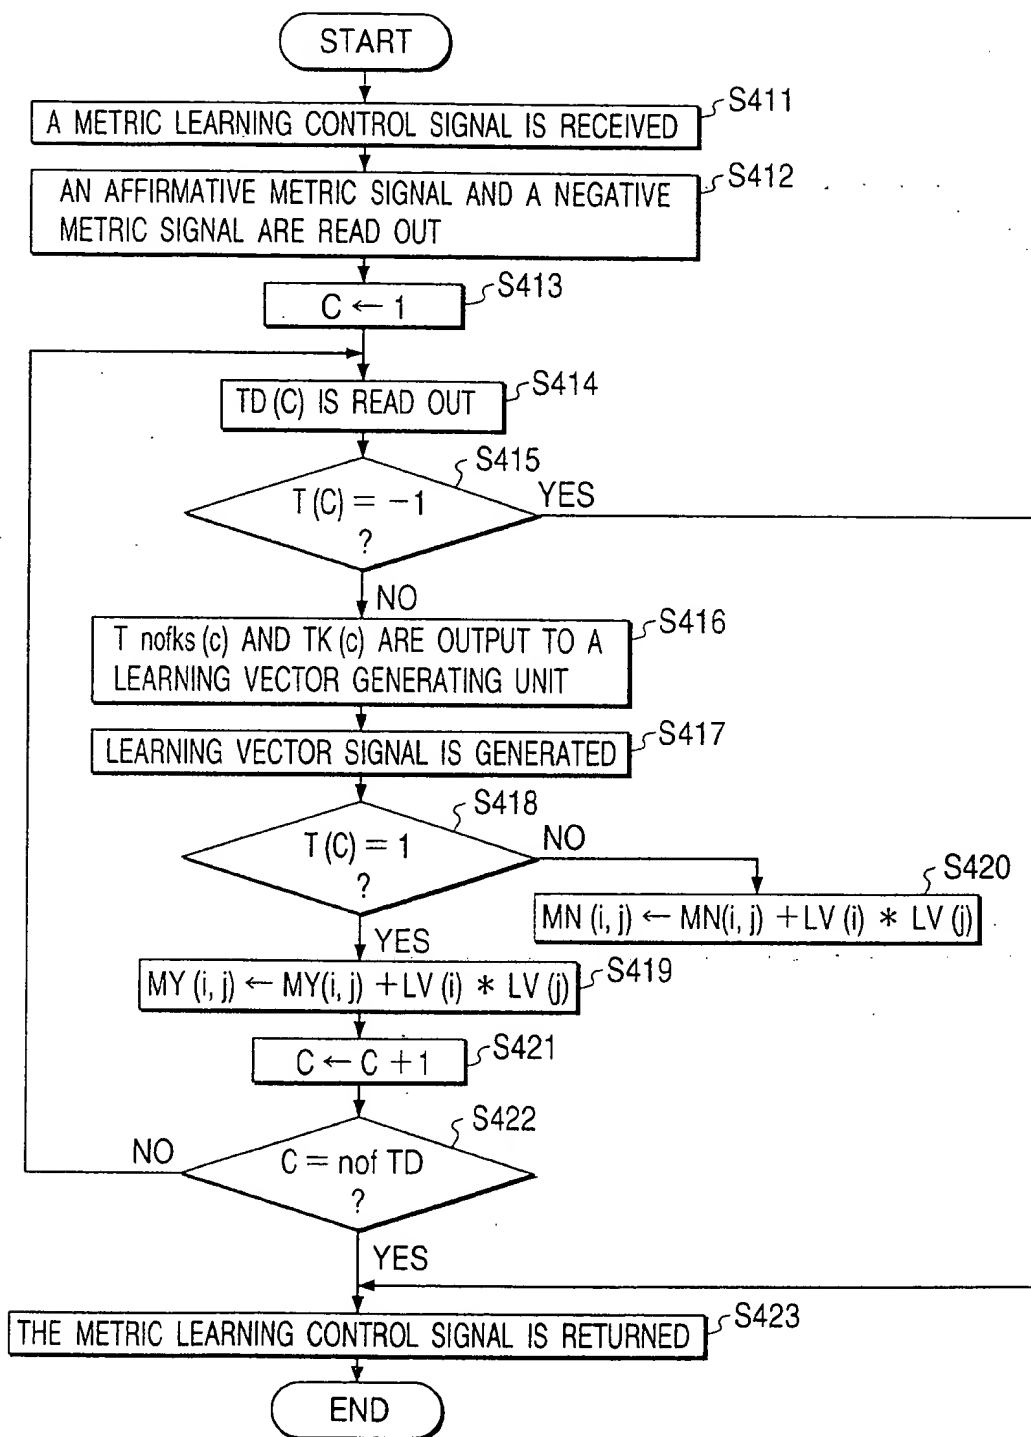 START
S411
A METRIC LEARNING CONTROL SIGNAL IS RECEIVED
S412
AN AFFIRMATIVE METRIC SIGNAL AND A NEGATIVE
METRIC SIGNAL ARE READ OUT
S413
C ← 1
S414
TD (C) IS READ OUT
S415
T (C) = −1
?
YES
NO
S416
T nofks (c) AND TK (c) ARE OUTPUT TO A
LEARNING VECTOR GENERATING UNIT
S417
LEARNING VECTOR SIGNAL IS GENERATED
S418
T (C) = 1
?
NO
S420
MN (i, j) ← MN(i, j) + LV (i) * LV (j)
YES
S419
MY (i, j) ← MY(i, j) + LV (i) * LV (j)
S421
C ← C + 1
S422
C = nof TD
?
NO
YES
S423
THE METRIC LEARNING CONTROL SIGNAL IS RETURNED
END